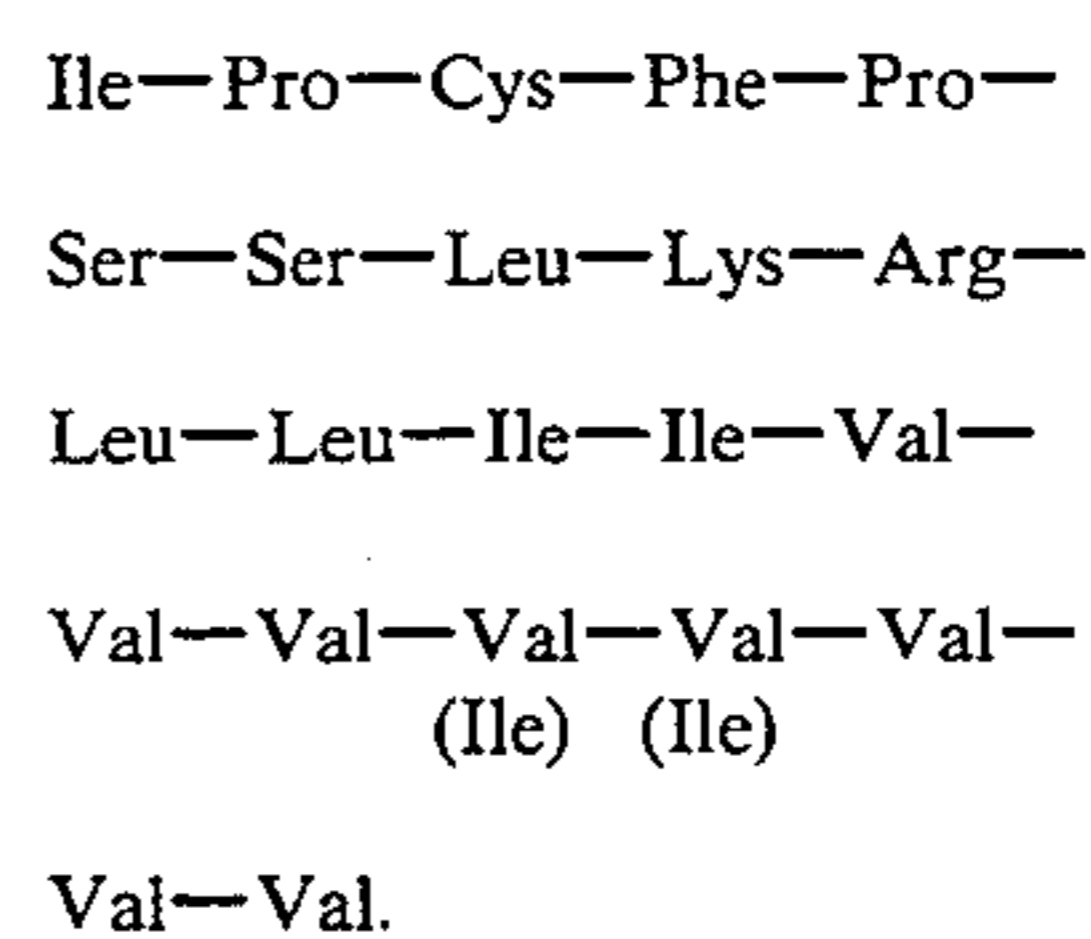 Ile—Pro—Cys—Phe—Pro—
Ser—Ser—Leu—Lys—Arg—
Leu—Leu—Ile—Ile—Val—
Val—Val—Val—Val—Val—
(Ile) (Ile)
Val—Val.